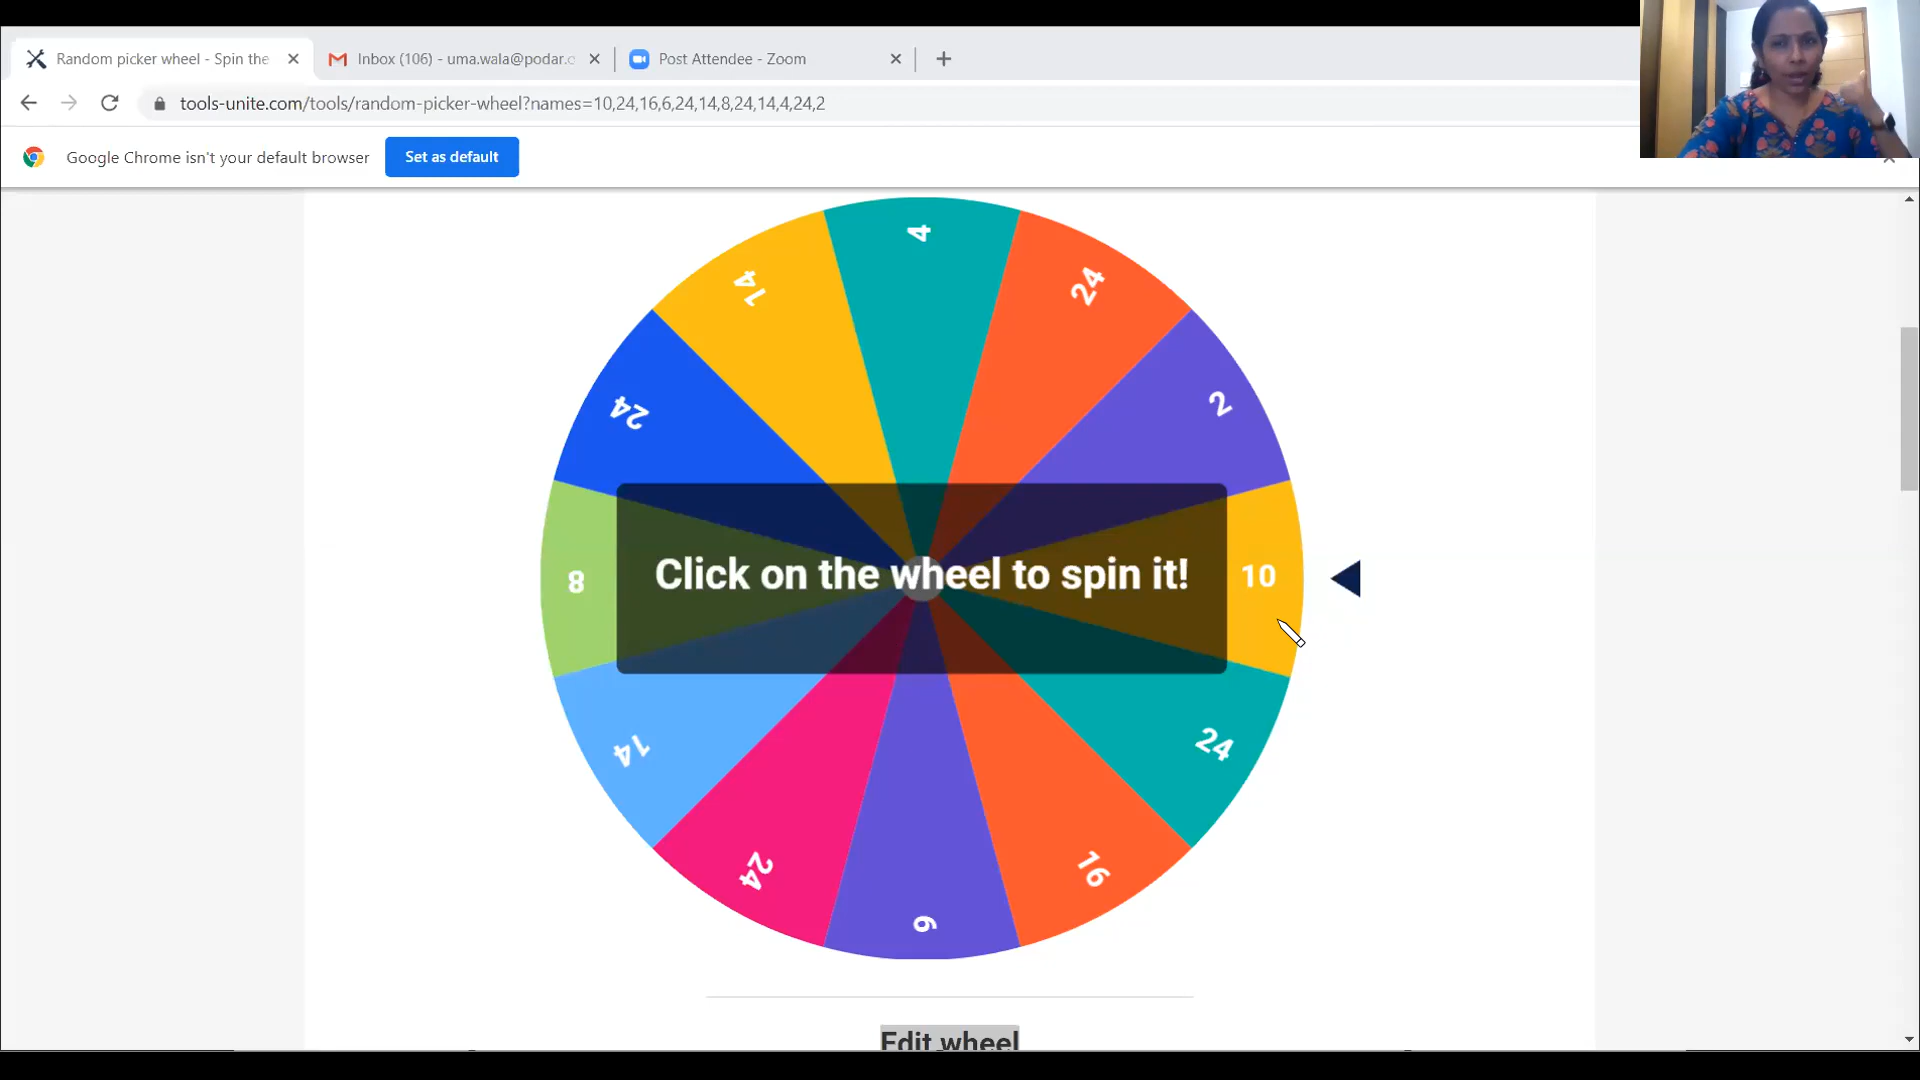 Random picker wheel - Spin the
Inbox (106) - uma.wala@podar.c
Post Attendee - Zoom
tools-unite.com/tools/random-picker-wheel?names=10,24,16,6,24,14,8,24,14,4,24,2
Google Chrome isn't your default browser
Set as default
4
14
24
24
2
8
Click on the wheel to spin it!
10
14
24
24
16
6
Edit wheel